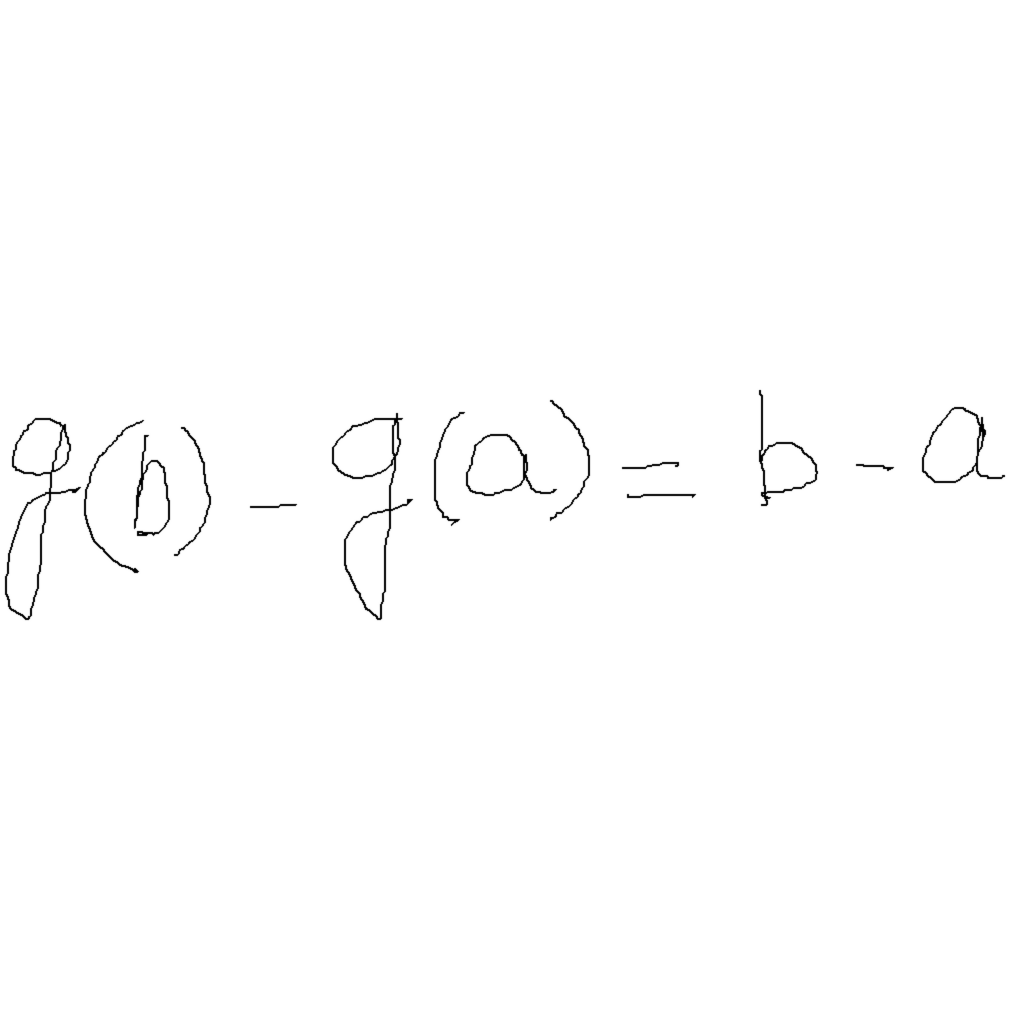 g(b) - g(a) = b - a